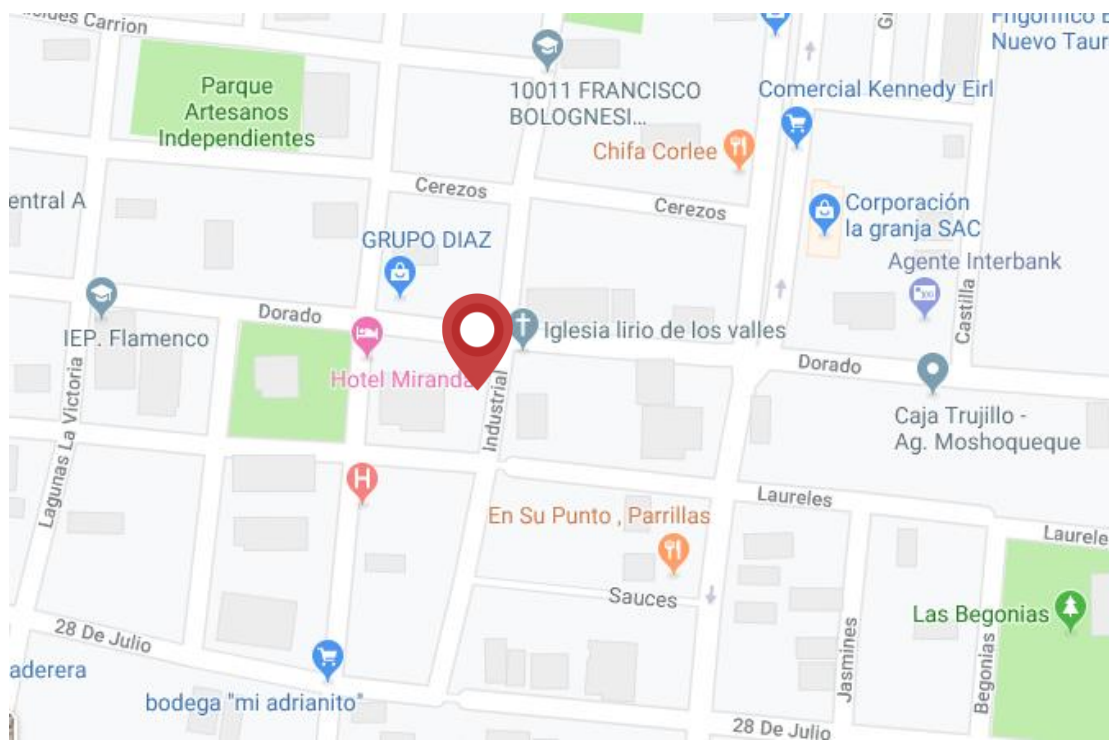 Carrion
Frigorífico
Nuevo Taur
Parque
Artesanos
Independientes
10011 FRANCISCO
BOLOGNESI...
Comercial Kennedy Eirl
Chifa Corlee
Cerezos
Cerezos
entral A
Corporación
la granja SAC
GRUPO DIAZ
Agente Interbank
Castilla
Dorado
IEP. Flamenco
Iglesia lirio de los valles
Dorado
Hotel Miranda
Industrial
Lagunas La Victoria
Caja Trujillo -
Ag. Moshoqueque
H
Laureles
Laurele
En Su Punto , Parrillas
Sauces
Las Begonias
Jasmines
Begonias
28 De Julio
aderera
bodega "mi adrianito"
28 De Julio